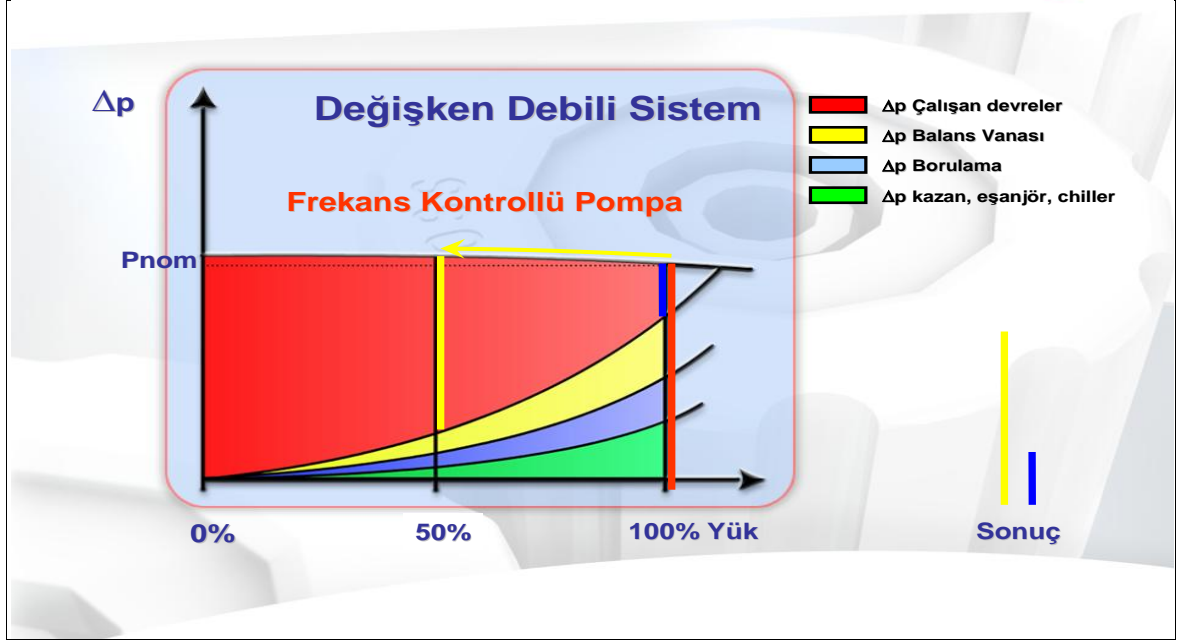 Δp
Değişken Debili Sistem
Frekans Kontrollü Pompa
Pnom
0%
50%
100% Yük
Δp Çalışan devreler
Δp Balans Vanası
Δp Borulama
Δp kazan, eşanjör, chiller
Sonuç